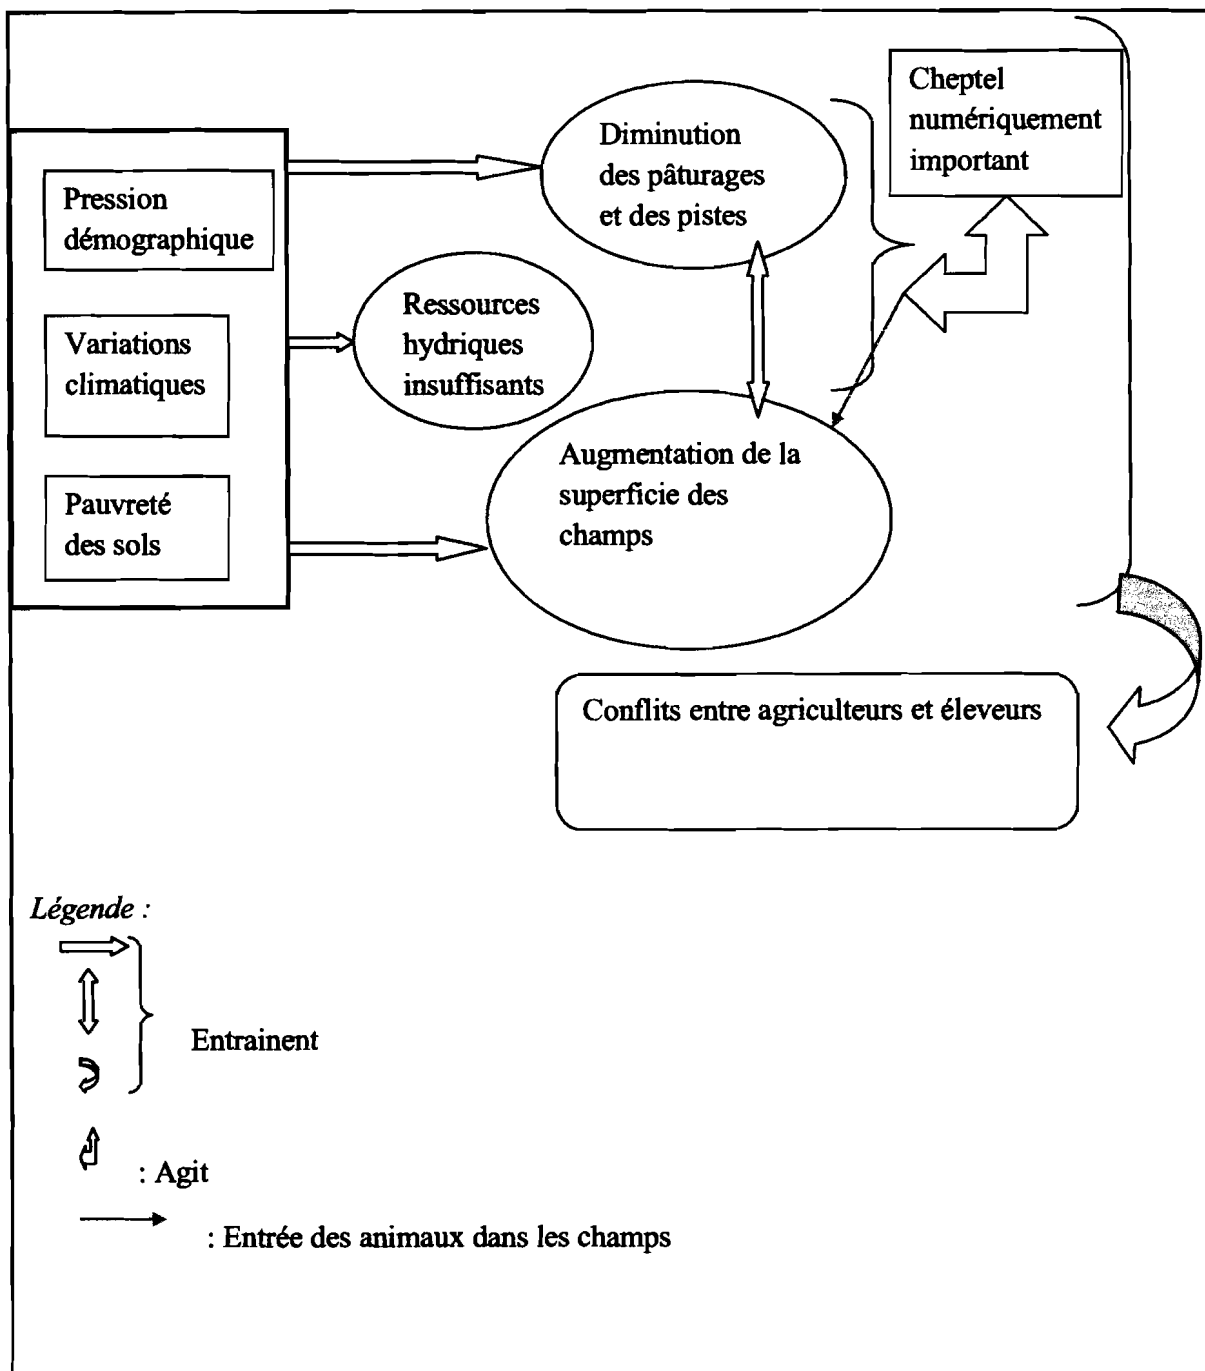 Cheptel
numériquement
important
Diminution
des pâturages
et des pistes
Pression
démographique
Ressources
hydriques
insuffisants
Variations
climatiques
Augmentation de la
superficie des
champs
Pauvreté
des sols
Conflits entre agriculteurs et éleveurs
Légende :
Entrainent
: Agit
: Entrée des animaux dans les champs